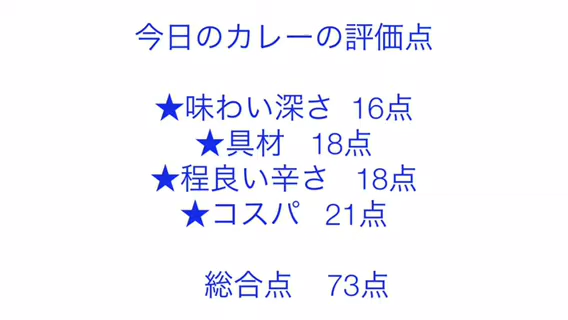 今日のカレーの評価点
★味わい深さ 16点
★具材 18点
★程良い辛さ 18点
★コスパ 21点
総合点 73点